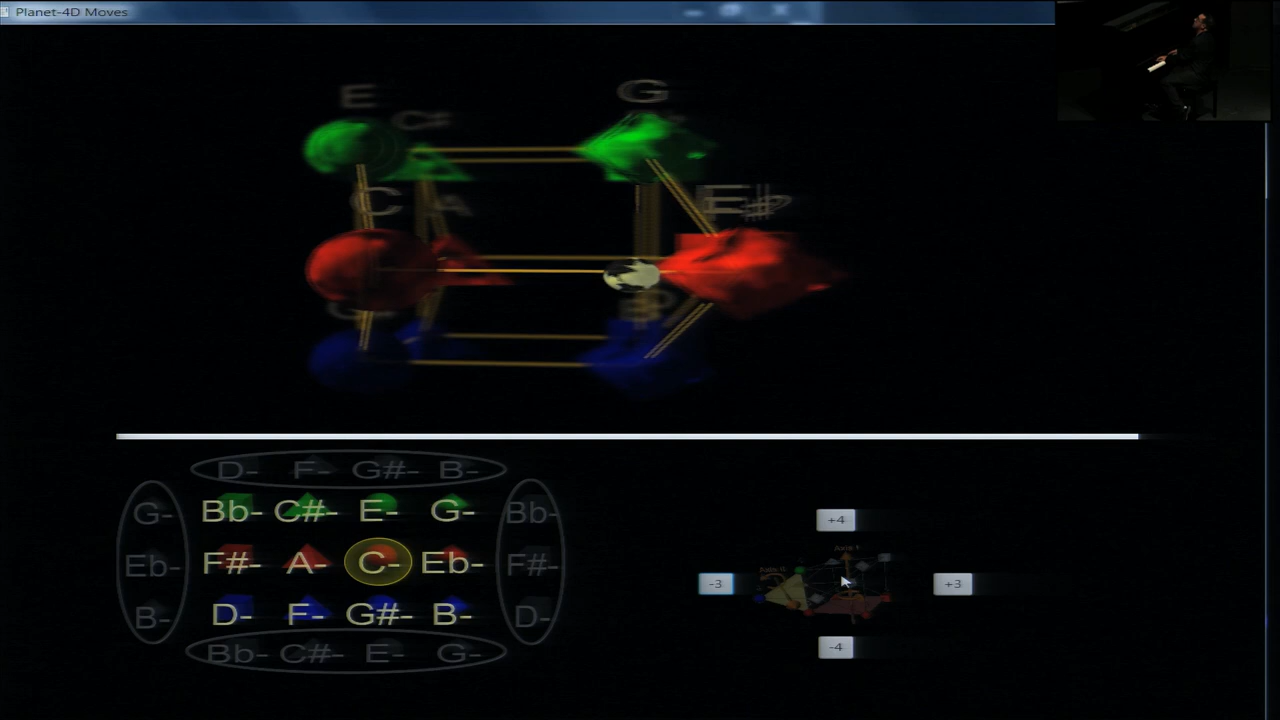 Planet-4D Moves
E
C#
G
C
A
D- F- G#- B-
G- Bb- C#- E- G- Bb-
Eb- F#- A- C- Eb- F#-
B- D- F- G#- B- D-
Bb- C#- E- G-
+4
-3
+3
-4